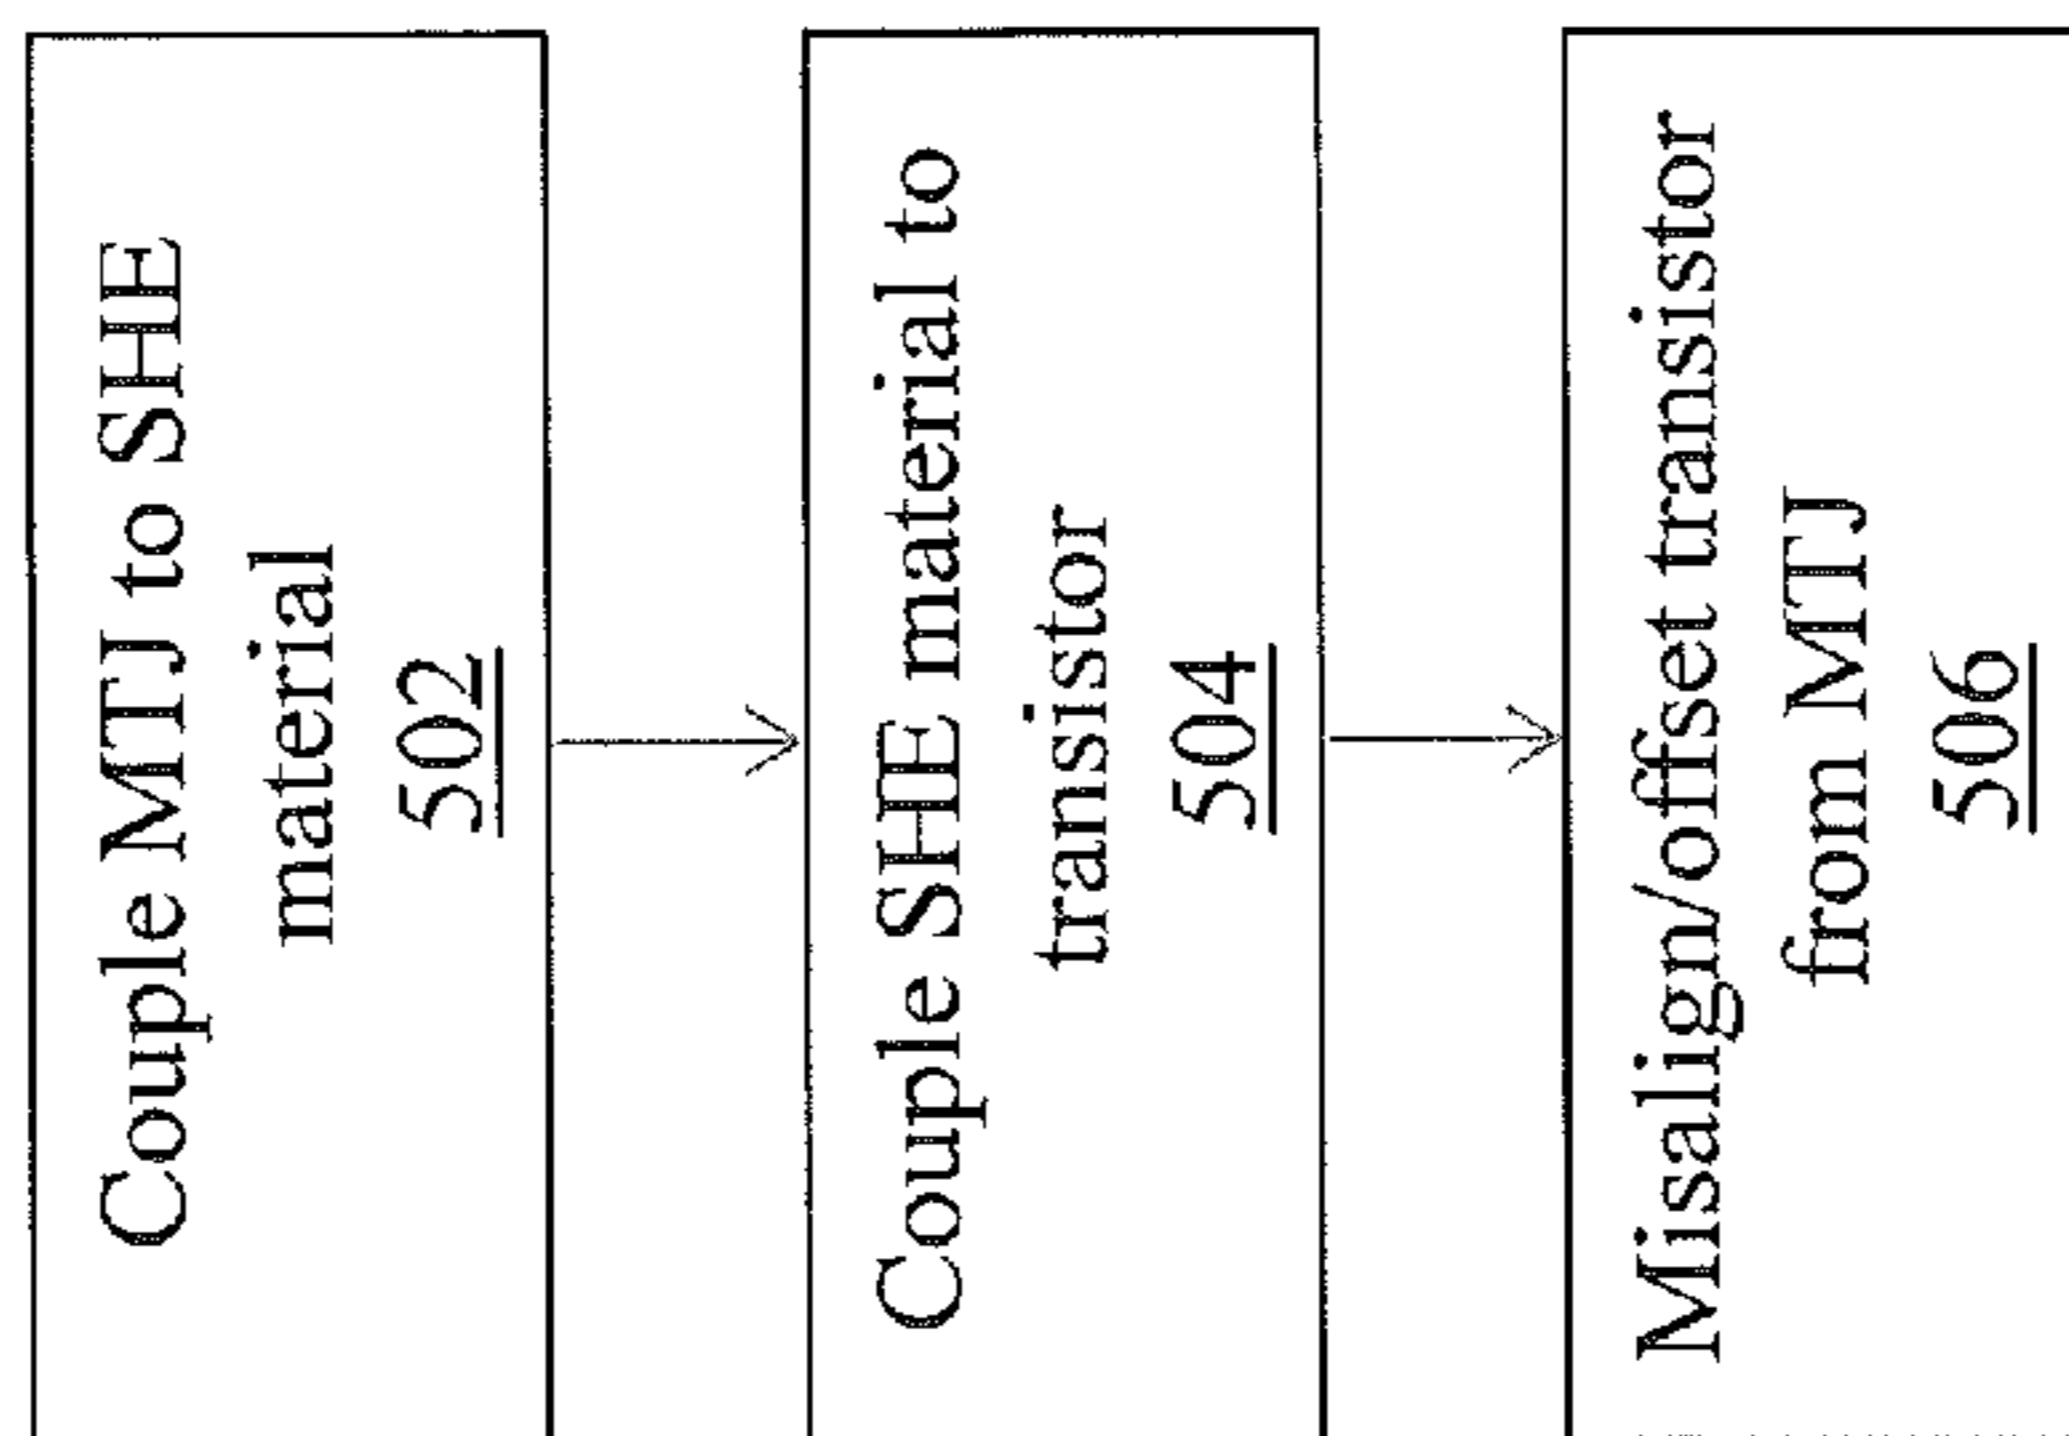 Couple MTJ to SHE
material
502
Couple SHE material to
transistor
504
Misalign/offset transistor
from MTJ
506